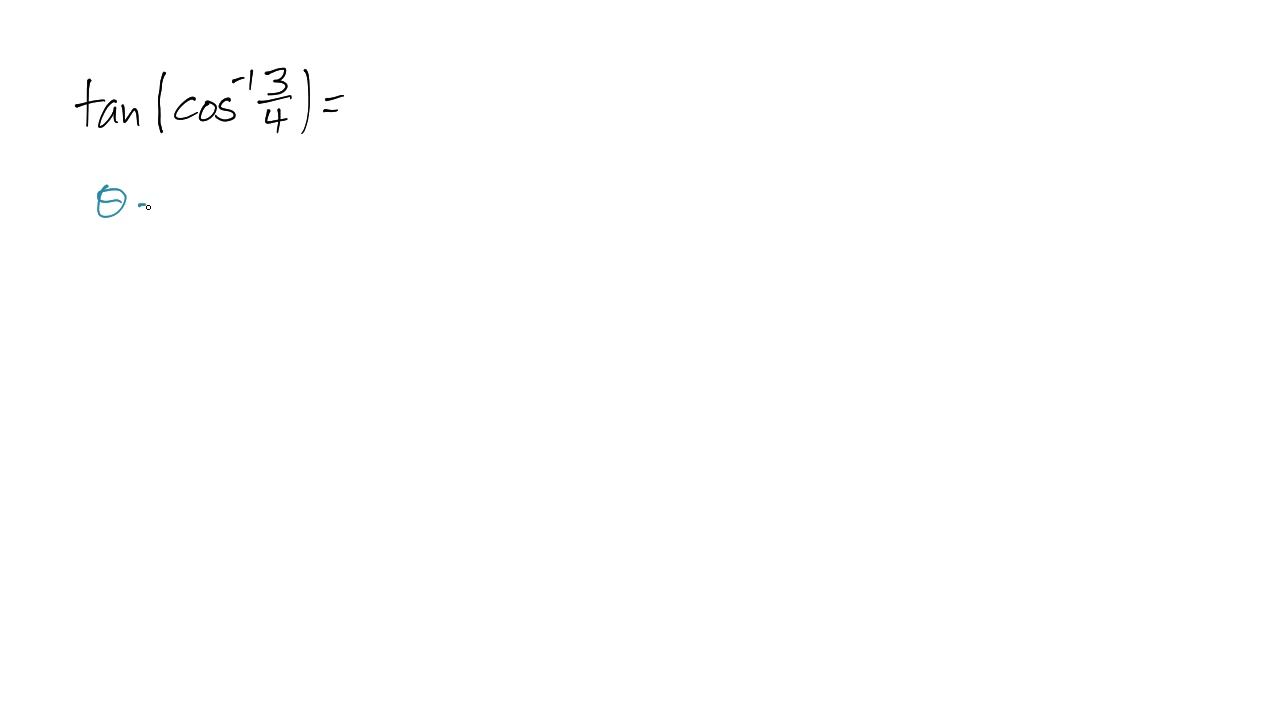 tan(cos⁻¹ 3/4) =
θ -